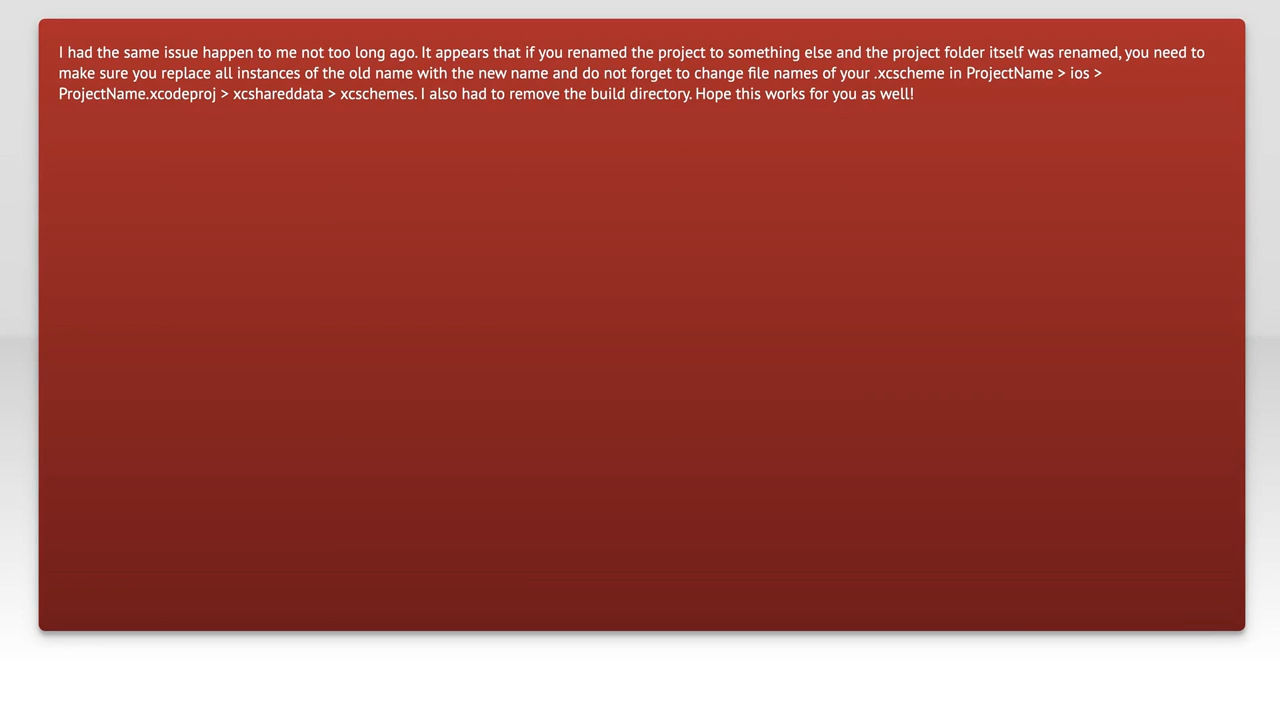 I had the same issue happen to me not too long ago. It appears that if you renamed the project to something else and the project folder itself was renamed, you need to
make sure you replace all instances of the old name with the new name and do not forget to change file names of your .xcscheme in ProjectName > ios >
ProjectName.xcodeproj > xcshareddata > xcschemes. I also had to remove the build directory. Hope this works for you as well!